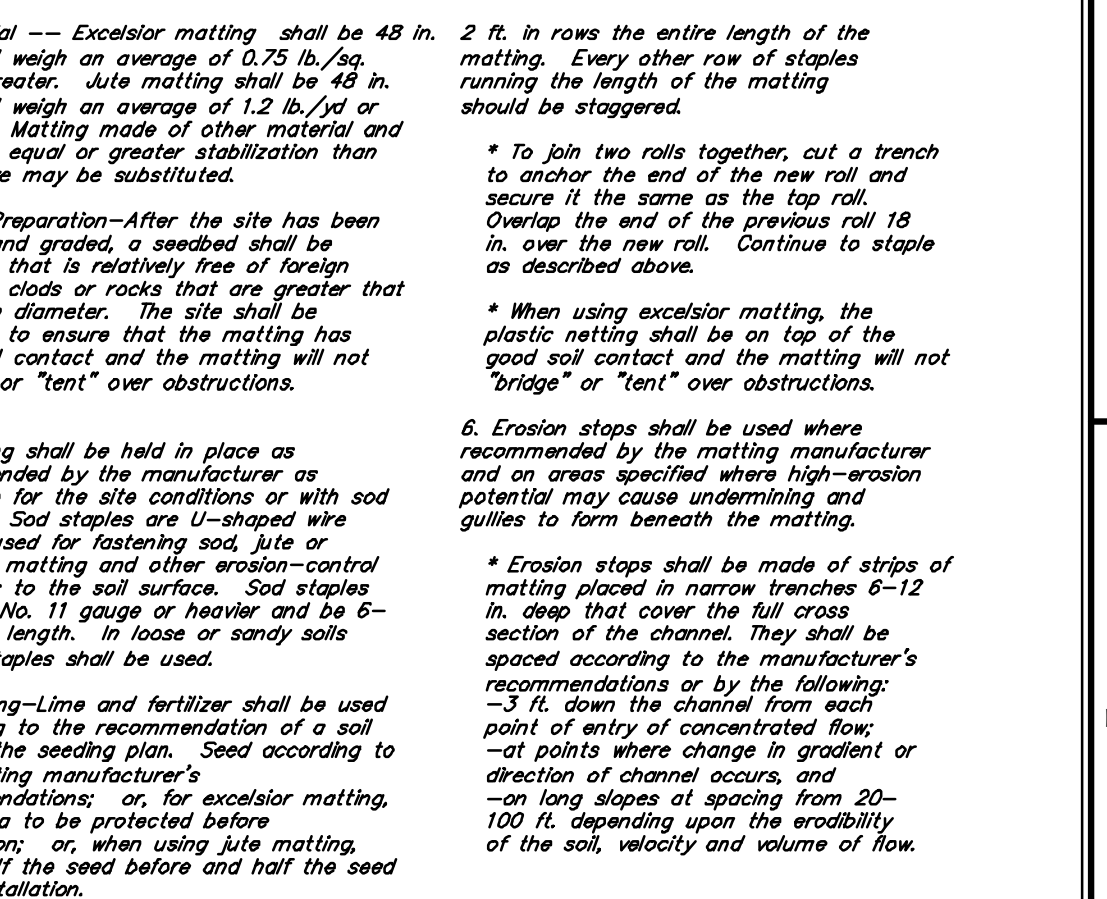 al -- Excelsior matting shall be 48 in.
weigh an average of 0.75 lb./sq.
reater. Jute matting shall be 48 in.
weigh an average of 1.2 lb./yd or
Matting made of other material and
equal or greater stabilization than
e may be substituted.
Preparation-After the site has been
and graded, a seedbed shall be
that is relatively free of foreign
clods or rocks that are greater that
diameter. The site shall be
to ensure that the matting has
contact and the matting will not
or "tent" over obstructions.
ng shall be held in place as
ended by the manufacturer as
for the site conditions or with sod
Sod staples are U-shaped wire
used for fastening sod, jute or
matting and other erosion-control
to the soil surface. Sod staples
No. 11 gauge or heavier and be 6-
length. In loose or sandy soils
taples shall be used.
ng-Lime and fertilizer shall be used
g to the recommendation of a soil
the seeding plan. Seed according to
ting manufacturer's
endations; or, for excelsior matting,
a to be protected before
on; or, when using jute matting,
lf the seed before and half the seed
tallation.
2 ft. in rows the entire length of the
matting. Every other row of staples
running the length of the matting
should be staggered.
* To join two rolls together, cut a trench
to anchor the end of the new roll and
secure it the same as the top roll.
Overlap the end of the previous roll 18
in. over the new roll. Continue to staple
as described above.
* When using excelsior matting, the
plastic netting shall be on top of the
good soil contact and the matting will not
"bridge" or "tent" over obstructions.
6. Erosion stops shall be used where
recommended by the matting manufacturer
and on areas specified where high-erosion
potential may cause undermining and
gullies to form beneath the matting.
* Erosion stops shall be made of strips of
matting placed in narrow trenches 6-12
in. deep that cover the full cross
section of the channel. They shall be
spaced according to the manufacturer's
recommendations or by the following:
-3 ft. down the channel from each
point of entry of concentrated flow;
-at points where change in gradient or
direction of channel occurs, and
-on long slopes at spacing from 20-
100 ft. depending upon the erodibility
of the soil, velocity and volume of flow.